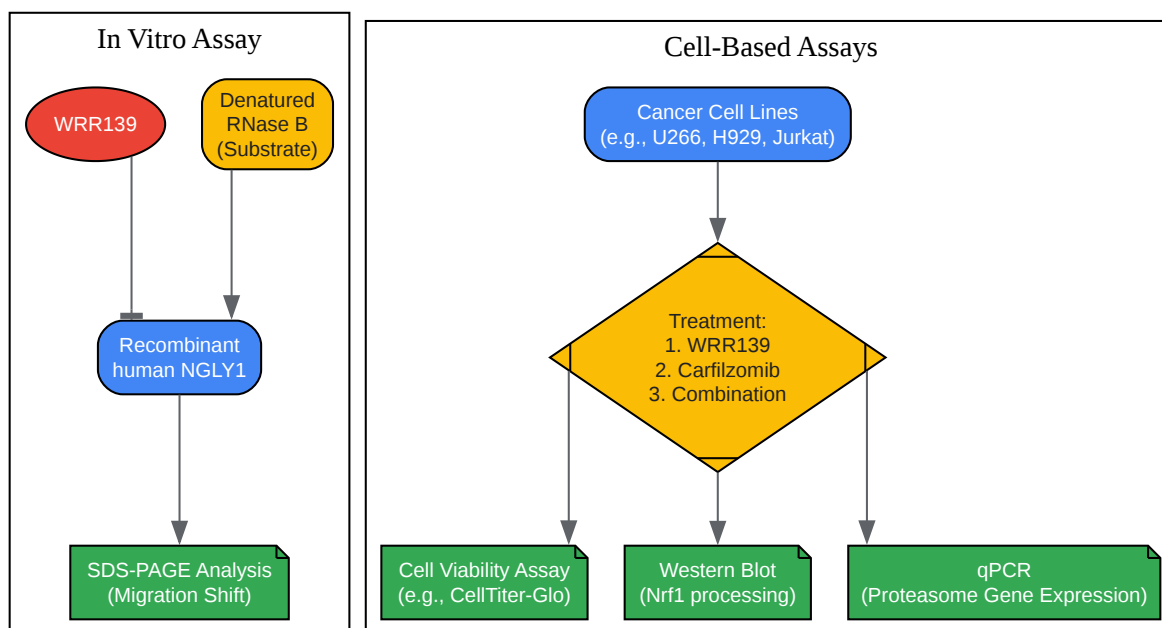 In Vitro Assay
WRR139
Denatured
RNase B
(Substrate)
Recombinant
human NGLY1
SDS-PAGE Analysis
(Migration Shift)
Cell-Based Assays
Cancer Cell Lines
(e.g., U266, H929, Jurkat)
Treatment:
1. WRR139
2. Carfilzomib
3. Combination
Cell Viability Assay
(e.g., CellTiter-Glo)
Western Blot
(Nrf1 processing)
qPCR
(Proteasome Gene Expression)